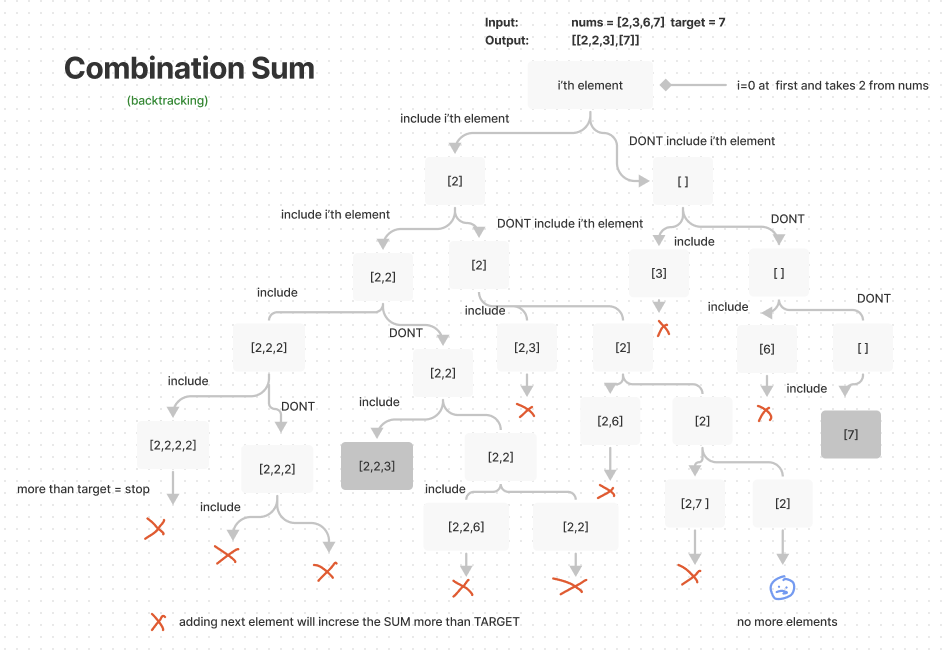 Input: nums = [2,3,6,7] target = 7
Output: [[2,2,3],[7]]
Combination Sum
(backtracking)
i'th element
i=0 at first and takes 2 from nums
include i'th element
DONT include i'th element
[2]
[ ]
include i'th element
DONT include i'th element
include
DONT
[2,2]
[2]
[3]
[ ]
include
DONT
include
include
DONT
[2,2,2]
[2,2]
[2,3]
[2]
[6]
[ ]
include
DONT
include
include
[2,2,2,2]
[2,2,2]
[2,2,3]
[2,2]
[2,6]
[2]
[7]
more than target = stop
include
include
[2,2,6]
[2,2]
[2,7 ]
[2]
adding next element will increse the SUM more than TARGET
no more elements